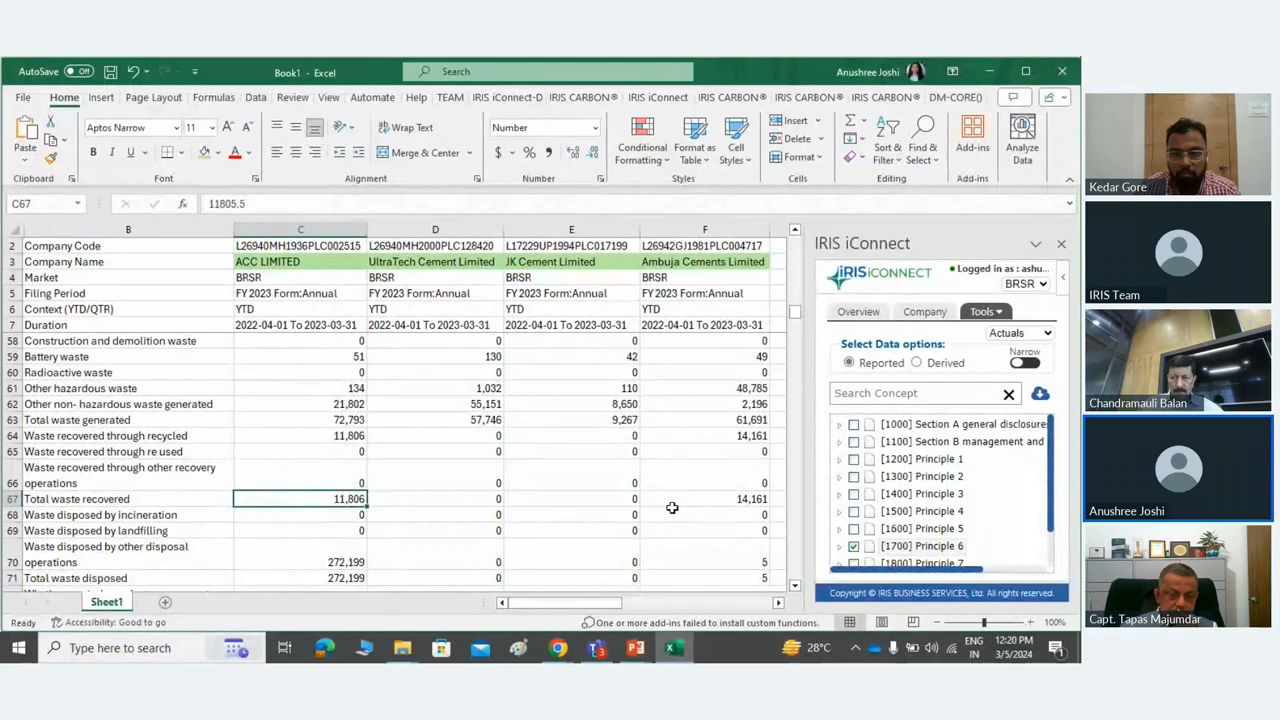 AutoSave Off Book1 - Excel Search Anushree Joshi
File Home Insert Page Layout Formulas Data Review View Automate Help TEAM IRIS iConnect-D IRIS CARBON® IRIS iConnect IRIS CARBON® IRIS CARBON® IRIS CARBON® DM-CORE()
Paste Aptos Narrow 11 A A Wrap Text Number Conditional Formatting Format as Table Cell Styles Insert Delete Format Sort & Filter Find & Select Add-ins Analyze Data
B I U Merge & Center $ % 9
Clipboard Font Alignment Number Styles Cells Editing Add-ins
C67 fx 11805.5
B C D E F
2 Company Code L26940MH1936PLC002515 L26940MH2000PLC128420 L17229UP1994PLC017199 L26942GJ1981PLC004717
3 Company Name ACC LIMITED UltraTech Cement Limited JK Cement Limited Ambuja Cements Limited
4 Market BRSR BRSR BRSR BRSR
5 Filing Period FY 2023 Form:Annual FY 2023 Form:Annual FY 2023 Form:Annual FY 2023 Form:Annual
6 Context (YTD/QTR) YTD YTD YTD YTD
7 Duration 2022-04-01 To 2023-03-31 2022-04-01 To 2023-03-31 2022-04-01 To 2023-03-31 2022-04-01 To 2023-03-31
58 Construction and demolition waste 0 0 0 0
59 Battery waste 51 130 42 49
60 Radioactive waste 0 0 0 0
61 Other hazardous waste 134 1,032 110 48,785
62 Other non- hazardous waste generated 21,802 55,151 8,650 2,196
63 Total waste generated 72,793 57,746 9,267 61,691
64 Waste recovered through recycled 11,806 0 0 14,161
65 Waste recovered through re used 0 0 0 0
Waste recovered through other recovery
66 operations 0 0 0 0
67 Total waste recovered 11,806 0 0 14,161
68 Waste disposed by incineration 0 0 0 0
69 Waste disposed by landfilling 0 0 0 0
Waste disposed by other disposal
70 operations 272,199 0 0 5
71 Total waste disposed 272,199 0 0 5
Sheet1
Ready Accessibility: Good to go One or more add-ins failed to install custom functions. 100%
IRIS iConnect
iRISiCONNECT
Logged in as : ashu...
BRSR
Overview Company Tools
Actuals
Select Data options:
Reported Derived Narrow
Search Concept
[1000] Section A general disclosures
[1100] Section B management and
[1200] Principle 1
[1300] Principle 2
[1400] Principle 3
[1500] Principle 4
[1600] Principle 5
[1700] Principle 6
[1800] Principle 7
Copyright © IRIS BUSINESS SERVICES, Ltd. All rights reserved.
Type here to search 28°C ENG IN 12:20 PM 3/5/2024 1
Kedar Gore
IRIS Team
Chandramauli Balan
Anushree Joshi
Capt. Tapas Majumdar